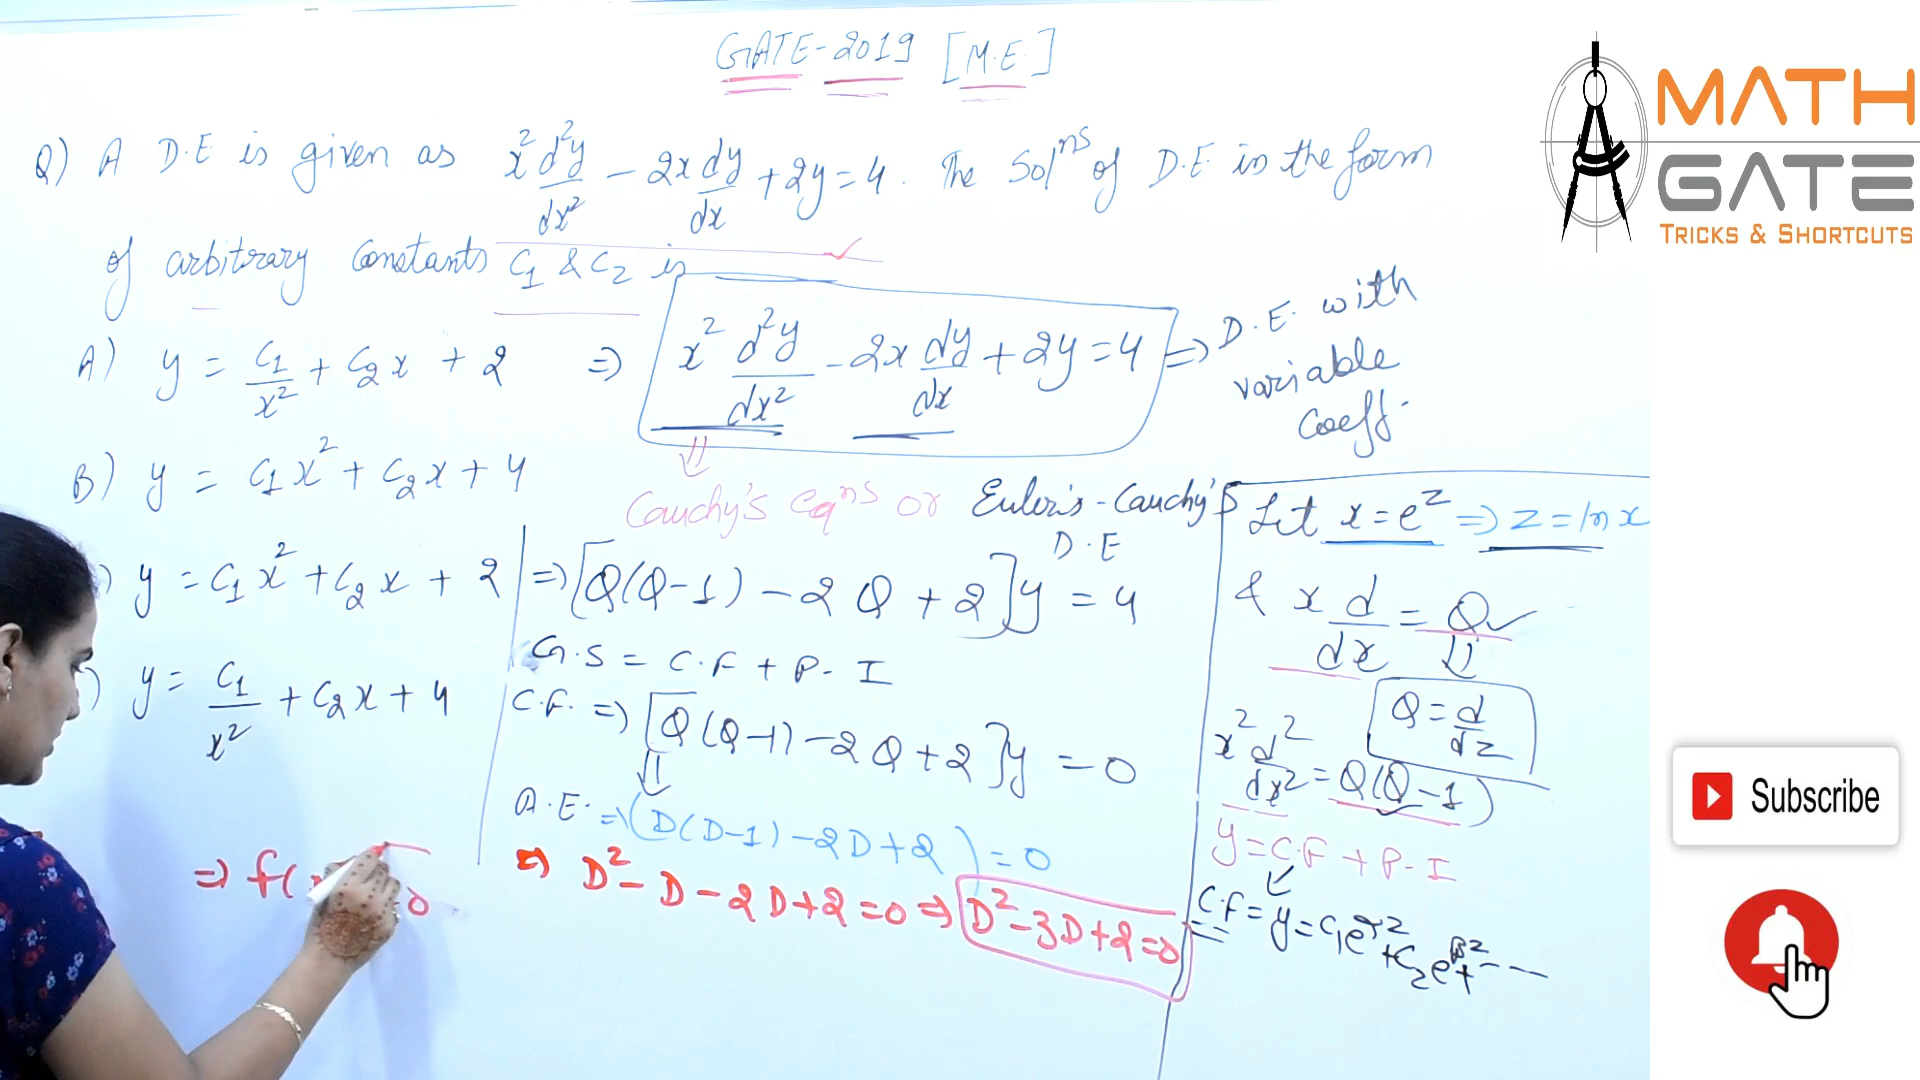 GATE-2019 [M.E.]
MATH
GATE
TRICKS & SHORTCUTS
Q) A D.E is given as x² d²y/dx² - 2x dy/dx + 2y = 4. The Solⁿˢ of D.E is in the form
of arbitrary Constants C₁ & C₂ is
A) y = C₁/x² + C₂x + 2
⇒ x² d²y/dx² - 2x dy/dx + 2y = 4 ⇒ D.E. with
variable
Coeff.
B) y = C₁x² + C₂x + 4
Cauchy's eqⁿˢ or Euler's-Cauchy's
D.E
) y = C₁x² + C₂x + 2
) y = C₁/x² + C₂x + 4
⇒ [Q(Q-1) - 2Q + 2]y = 4
G.S = C.F + P.I
C.F. ⇒ [Q(Q-1) - 2Q + 2]y = 0
A.E. ⇒ (D(D-1) - 2D + 2) = 0
⇒ D² - D - 2D + 2 = 0 ⇒ D² - 3D + 2 = 0
⇒ f(
0
Let x = e^z ⇒ z = ln x
& x d/dx = Q
Q = d/dz
x² d²/dx² = Q(Q-1)
y = C.F + P.I
C.F = y = C₁e
+ C₂e + ---
Subscribe